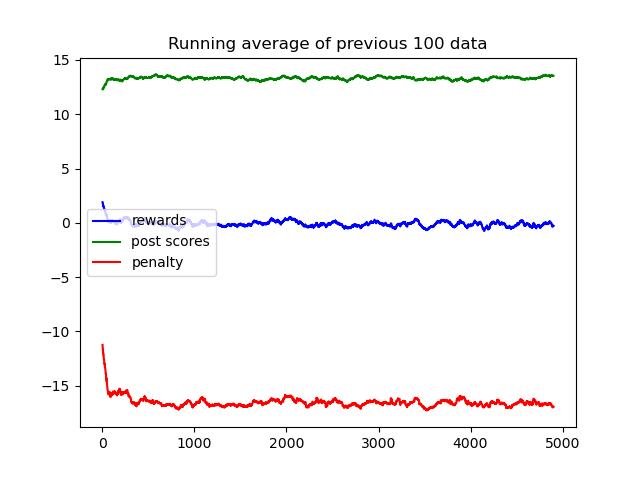 Running average of previous 100 data
15
10
5
0
−5
−10
−15
rewards
post scores
penalty
0 1000 2000 3000 4000 5000